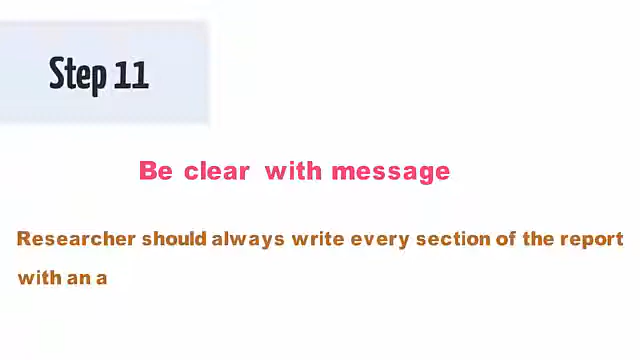 Step 11
Be clear with message
Researcher should always write every section of the report
with an a